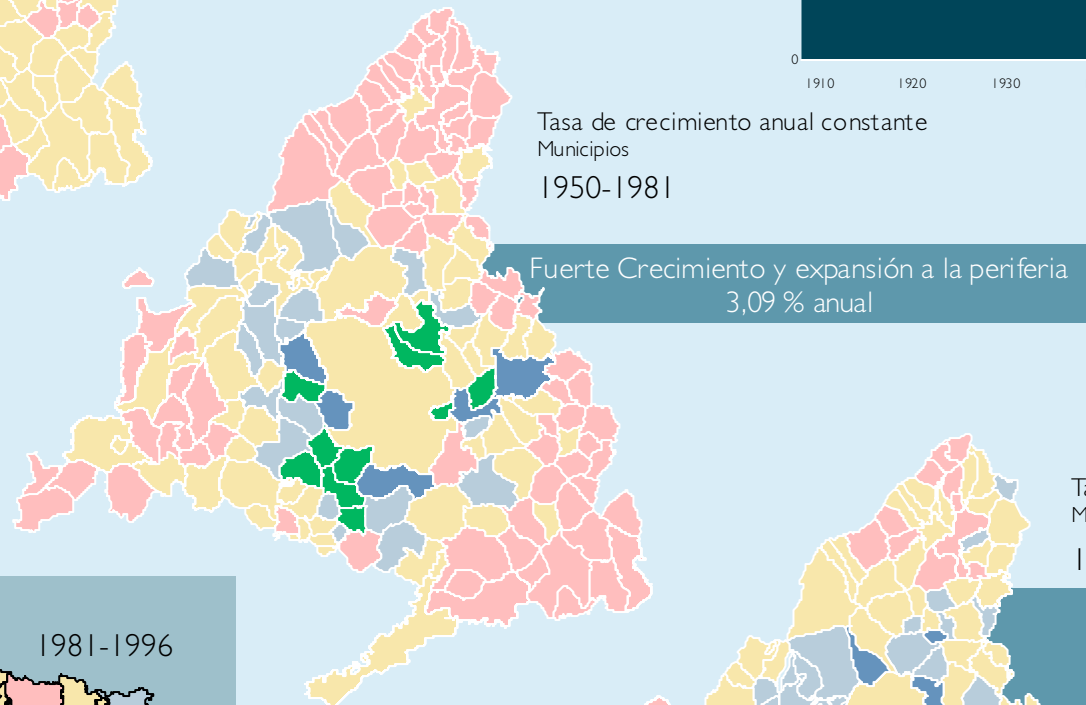 0
1910 1920 1930
Tasa de crecimiento anual constante
Municipios
1950-1981
Fuerte Crecimiento y expansión a la periferia
3,09 % anual
1981-1996